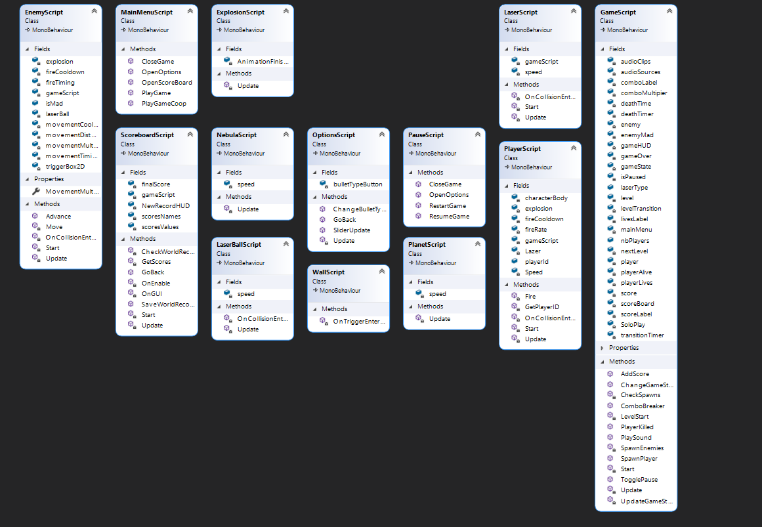 EnemyScript
Class
MonoBehaviour
Fields
explosion
fireCooldown
fireTiming
gameScript
isMad
laserBall
movementCool...
movementDist...
movementMult...
movementTimi...
triggerBox2D
Properties
MovementMult...
Methods
Advance
Move
OnCollisionEnt...
Start
Update
MainMenuScript
Class
MonoBehaviour
Methods
CloseGame
OpenOptions
OpenScoreBoard
PlayGame
PlayGameCoop
ScoreboardScript
Class
MonoBehaviour
Fields
finalScore
gameScript
NewRecordHUD
scoresNames
scoresValues
Methods
CheckWorldRec...
GetScores
GoBack
OnEnable
OnGUI
SaveWorldReco...
Start
Update
ExplosionScript
Class
MonoBehaviour
Fields
AnimationFinis...
Methods
Update
NebulaScript
Class
MonoBehaviour
Fields
speed
Methods
Update
LaserBallScript
Class
MonoBehaviour
Fields
speed
Methods
OnCollisionEnt...
Update
OptionsScript
Class
MonoBehaviour
Fields
bulletTypeButton
Methods
ChangeBulletTy...
GoBack
SliderUpdate
Update
WallScript
Class
MonoBehaviour
Methods
OnTriggerEnter...
PauseScript
Class
MonoBehaviour
Methods
CloseGame
OpenOptions
RestartGame
ResumeGame
PlanetScript
Class
MonoBehaviour
Fields
speed
Methods
Update
LaserScript
Class
MonoBehaviour
Fields
gameScript
speed
Methods
OnCollisionEnt...
Start
Update
PlayerScript
Class
MonoBehaviour
Fields
characterBody
explosion
fireCooldown
fireRate
gameScript
Lazer
playerId
Speed
Methods
Fire
GetPlayerID
OnCollisionEnt...
Start
Update
GameScript
Class
MonoBehaviour
Fields
audioClips
audioSources
comboLabel
comboMultiper
deathTime
deathTimer
enemy
enemyMad
gameHUD
gameOver
gameState
isPaused
laserType
level
levelTransition
livesLabel
mainMenu
nbPlayers
nextLevel
player
playerAlive
playerLives
score
scoreBoard
scoreLabel
SoloPlay
transitionTimer
Properties
Methods
AddScore
ChangeGameSt...
CheckSpawns
ComboBreaker
LevelStart
PlayerKilled
PlaySound
SpawnEnemies
SpawnPlayer
Start
TogglePause
Update
UpdateGameSt...